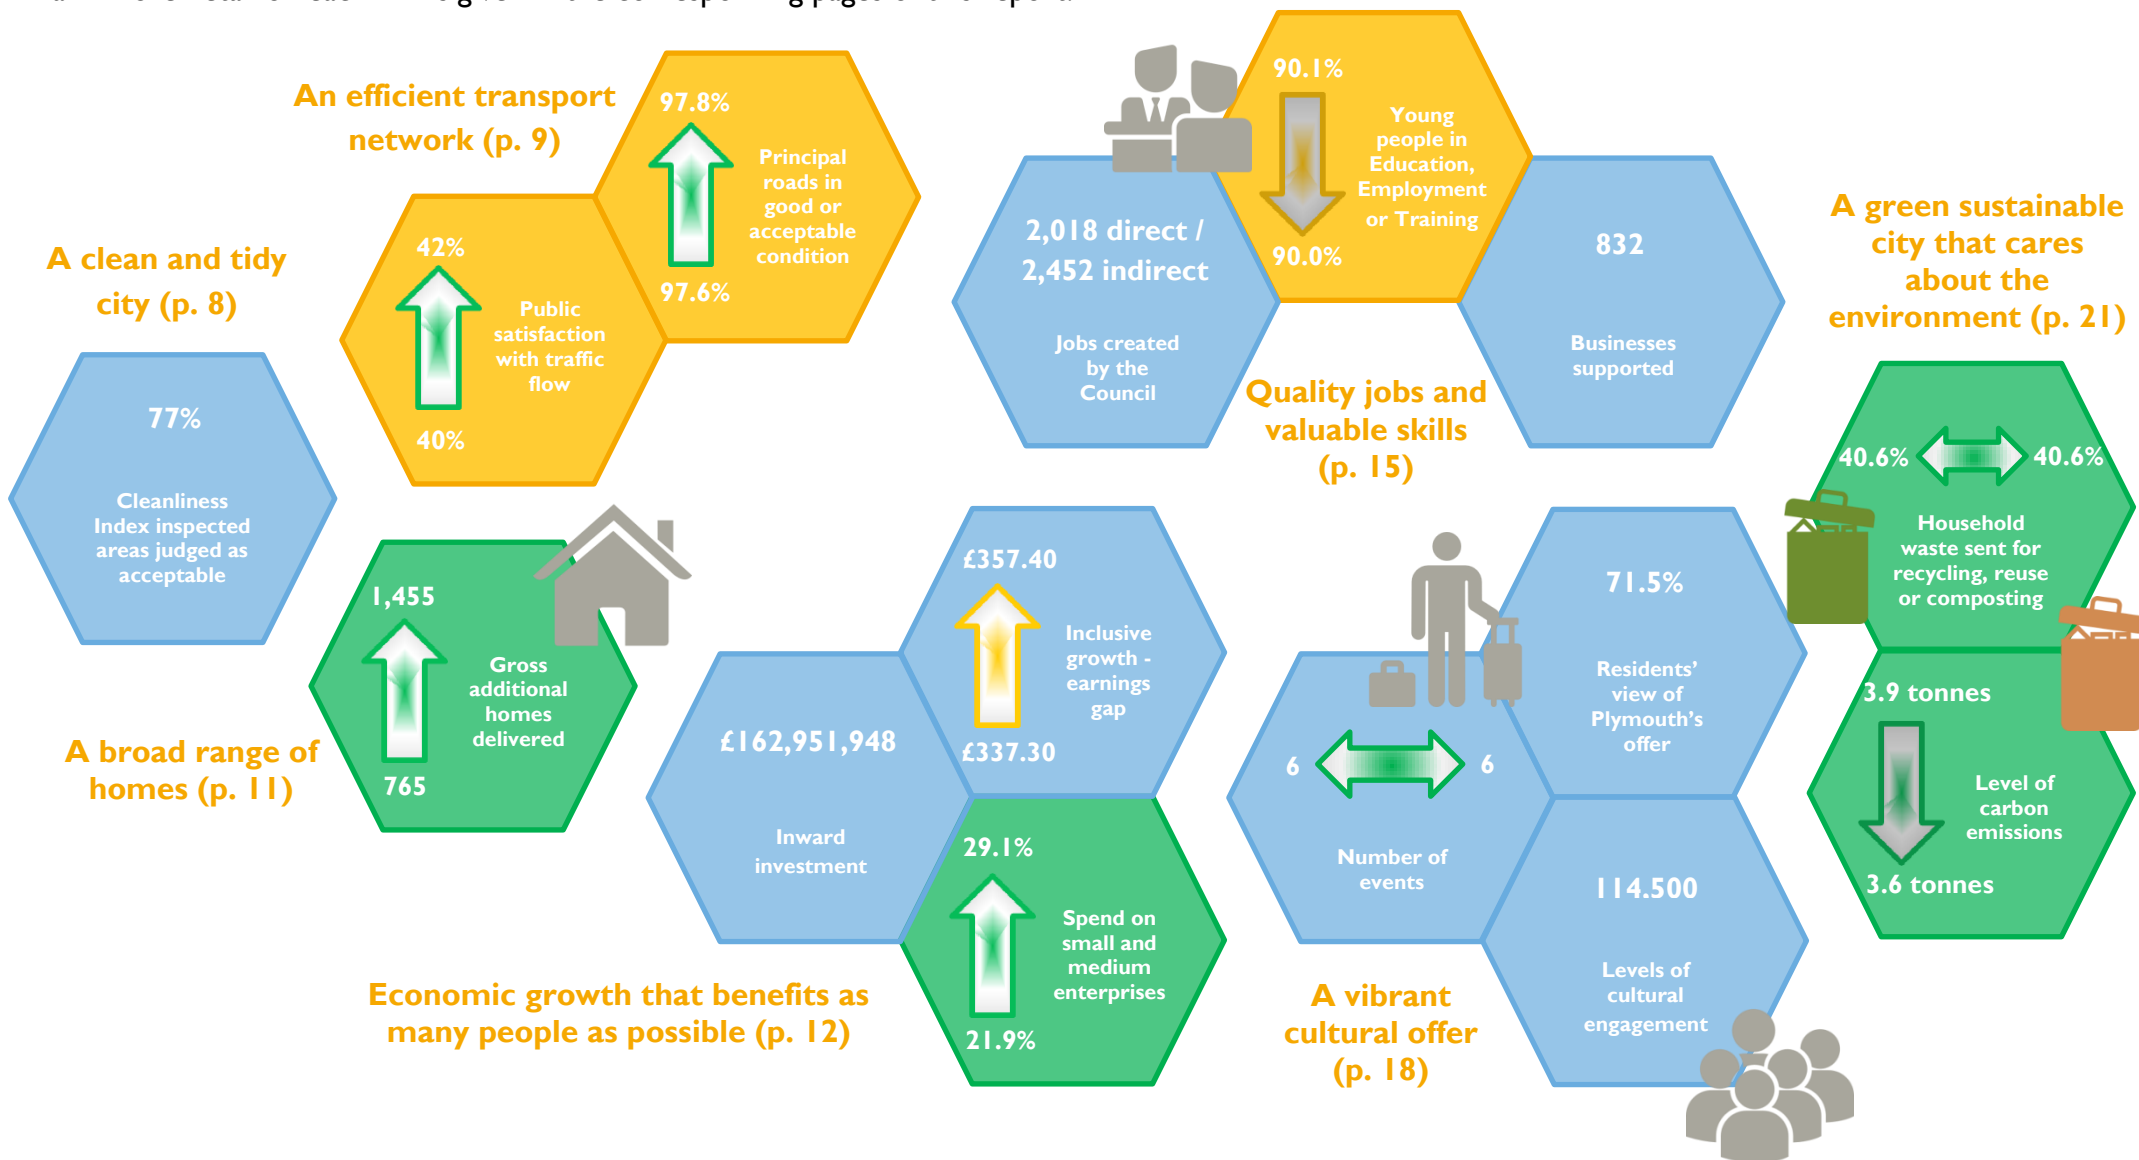 An efficient transport
network (p. 9)
97.8%
Principal
roads in
good or
acceptable
condition
97.6%
42%
Public
satisfaction
with traffic
flow
40%
A clean and tidy
city (p. 8)
77%
Cleanliness
Index inspected
areas judged as
acceptable
1,455
Gross
additional
homes
delivered
765
A broad range of
homes (p. 11)
90.1%
Young
people in
Education,
Employment
or Training
90.0%
2,018 direct /
2,452 indirect
Jobs created
by the
Council
832
Businesses
supported
Quality jobs and
valuable skills
(p. 15)
A green sustainable
city that cares
about the
environment (p. 21)
40.6%
40.6%
Household
waste sent for
recycling, reuse
or composting
3.9 tonnes
Level of
carbon
emissions
3.6 tonnes
£357.40
Inclusive
growth -
earnings
gap
£337.30
£162,951,948
Inward
investment
29.1%
Spend on
small and
medium
enterprises
21.9%
Economic growth that benefits as
many people as possible (p. 12)
71.5%
Residents'
view of
Plymouth's
offer
6
6
Number of
events
114.500
Levels of
cultural
engagement
A vibrant
cultural offer
(p. 18)